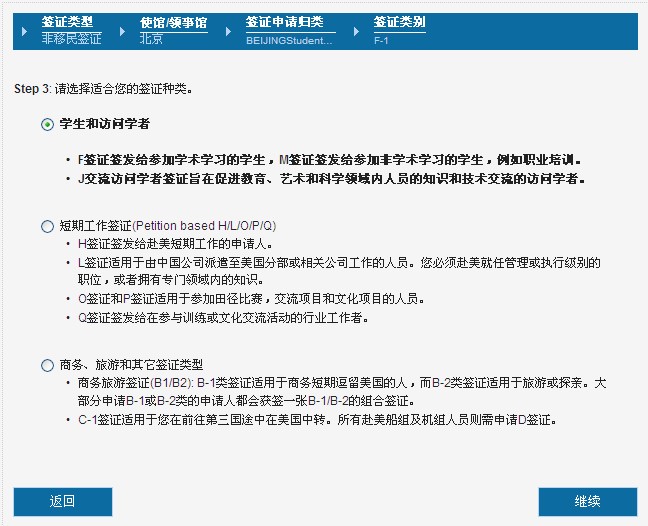 签证类型 使馆/领事馆 签证申请归类 签证类别
非移民签证 北京 BEIJINGStudent... F-1
Step 3: 请选择适合您的签证种类。
学生和访问学者
• F签证签发给参加学术学习的学生，M签证签发给参加非学术学习的学生，例如职业培训。
• J交流访问学者签证旨在促进教育、艺术和科学领域内人员的知识和技术交流的访问学者。
短期工作签证(Petition based H/L/O/P/Q)
• H签证签发给赴美短期工作的申请人。
• L签证适用于由中国公司派遣至美国分部或相关公司工作的人员。您必须赴美就任管理或执行级别的
职位，或者拥有专门领域内的知识。
• O签证和P签证适用于参加田径比赛，交流项目和文化项目的人员。
• Q签证签发给在参与训练或文化交流活动的行业工作者。
商务、旅游和其它签证类型
• 商务旅游签证(B1/B2): B-1类签证适用于商务短期逗留美国的人，而B-2类签证适用于旅游或探亲。大
部分申请B-1或B-2类的申请人都会获签一张B-1/B-2的组合签证。
• C-1签证适用于您在前往第三国途中在美国中转。所有赴美船组及机组人员则需申请D签证。
返回 继续